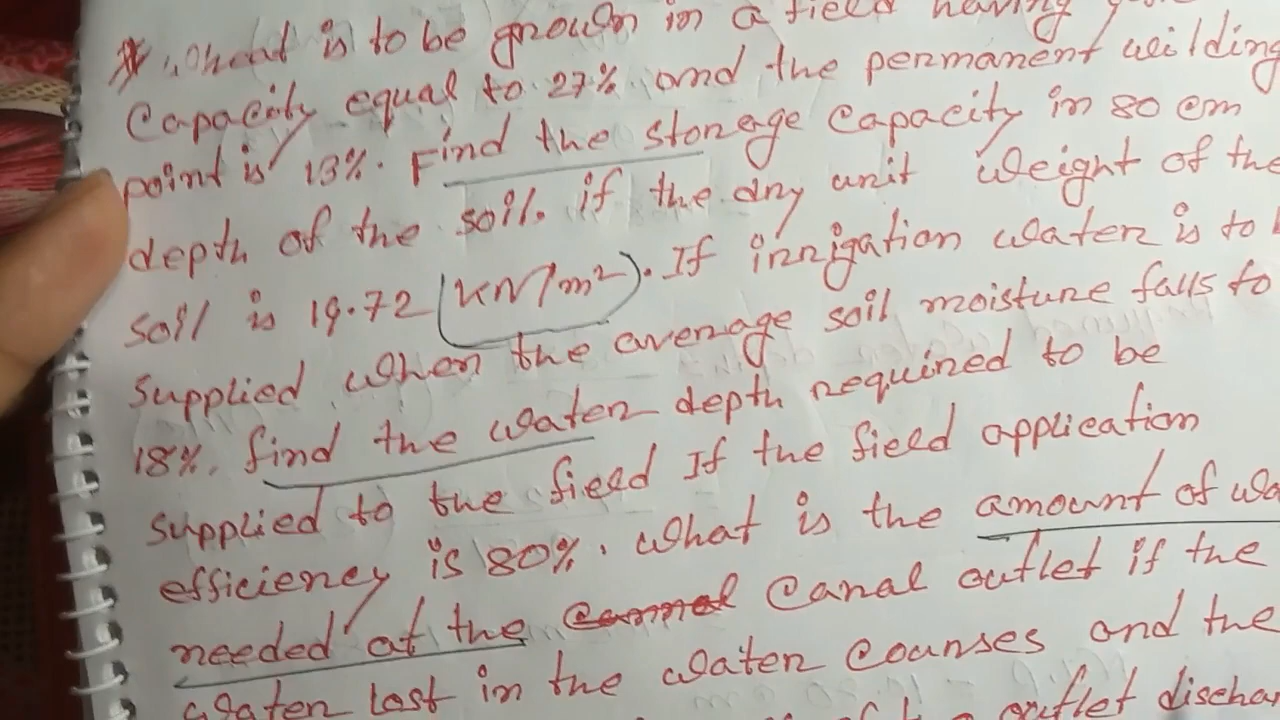 Wheat is to be grown in a field having
Capacity equal to 27% and the permanent wilding
point is 13%. Find the storage capacity in 80 cm
depth of the soil. if the dry unit weight of the
soil is 19.72 (KN/m²). If irrigation water is to
Supplied when the average soil moisture falls to
18%. find the water depth required to be
supplied to the field If the field application
efficiency is 80%. What is the amount of
needed at the canal outlet if the
water lost in the water courses and the
outlet